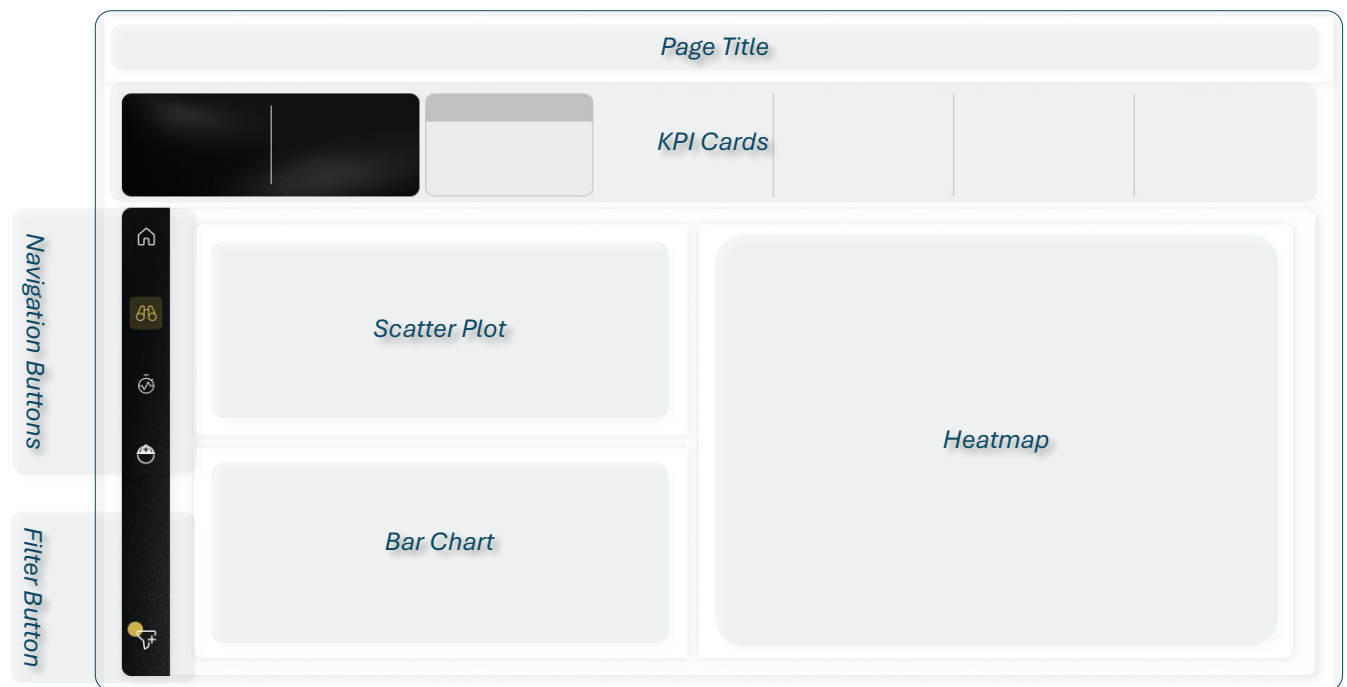 Page Title
KPI Cards
Navigation Buttons
Scatter Plot
Heatmap
Bar Chart
Filter Button